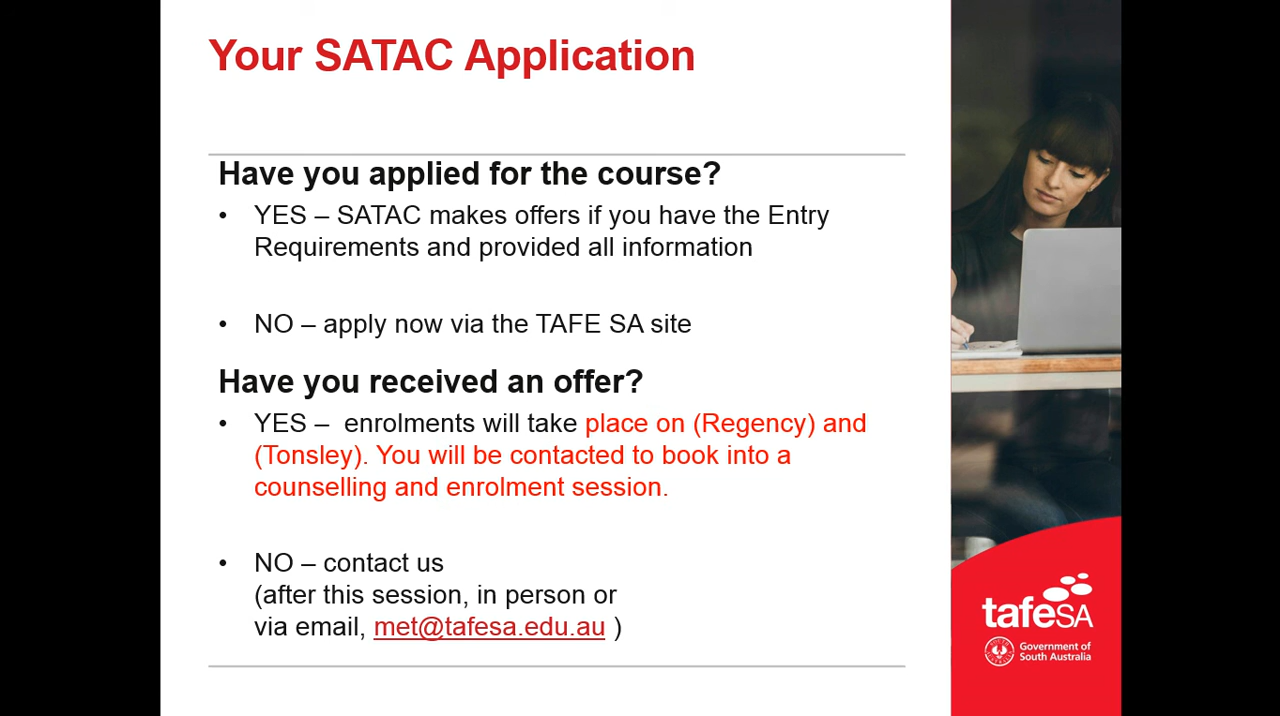 Your SATAC Application
Have you applied for the course?
• YES – SATAC makes offers if you have the Entry
Requirements and provided all information
• NO – apply now via the TAFE SA site
Have you received an offer?
• YES –  enrolments will take place on (Regency) and
(Tonsley). You will be contacted to book into a
counselling and enrolment session.
• NO – contact us
(after this session, in person or
via email, met@tafesa.edu.au )
tafeSA
Government of
South Australia